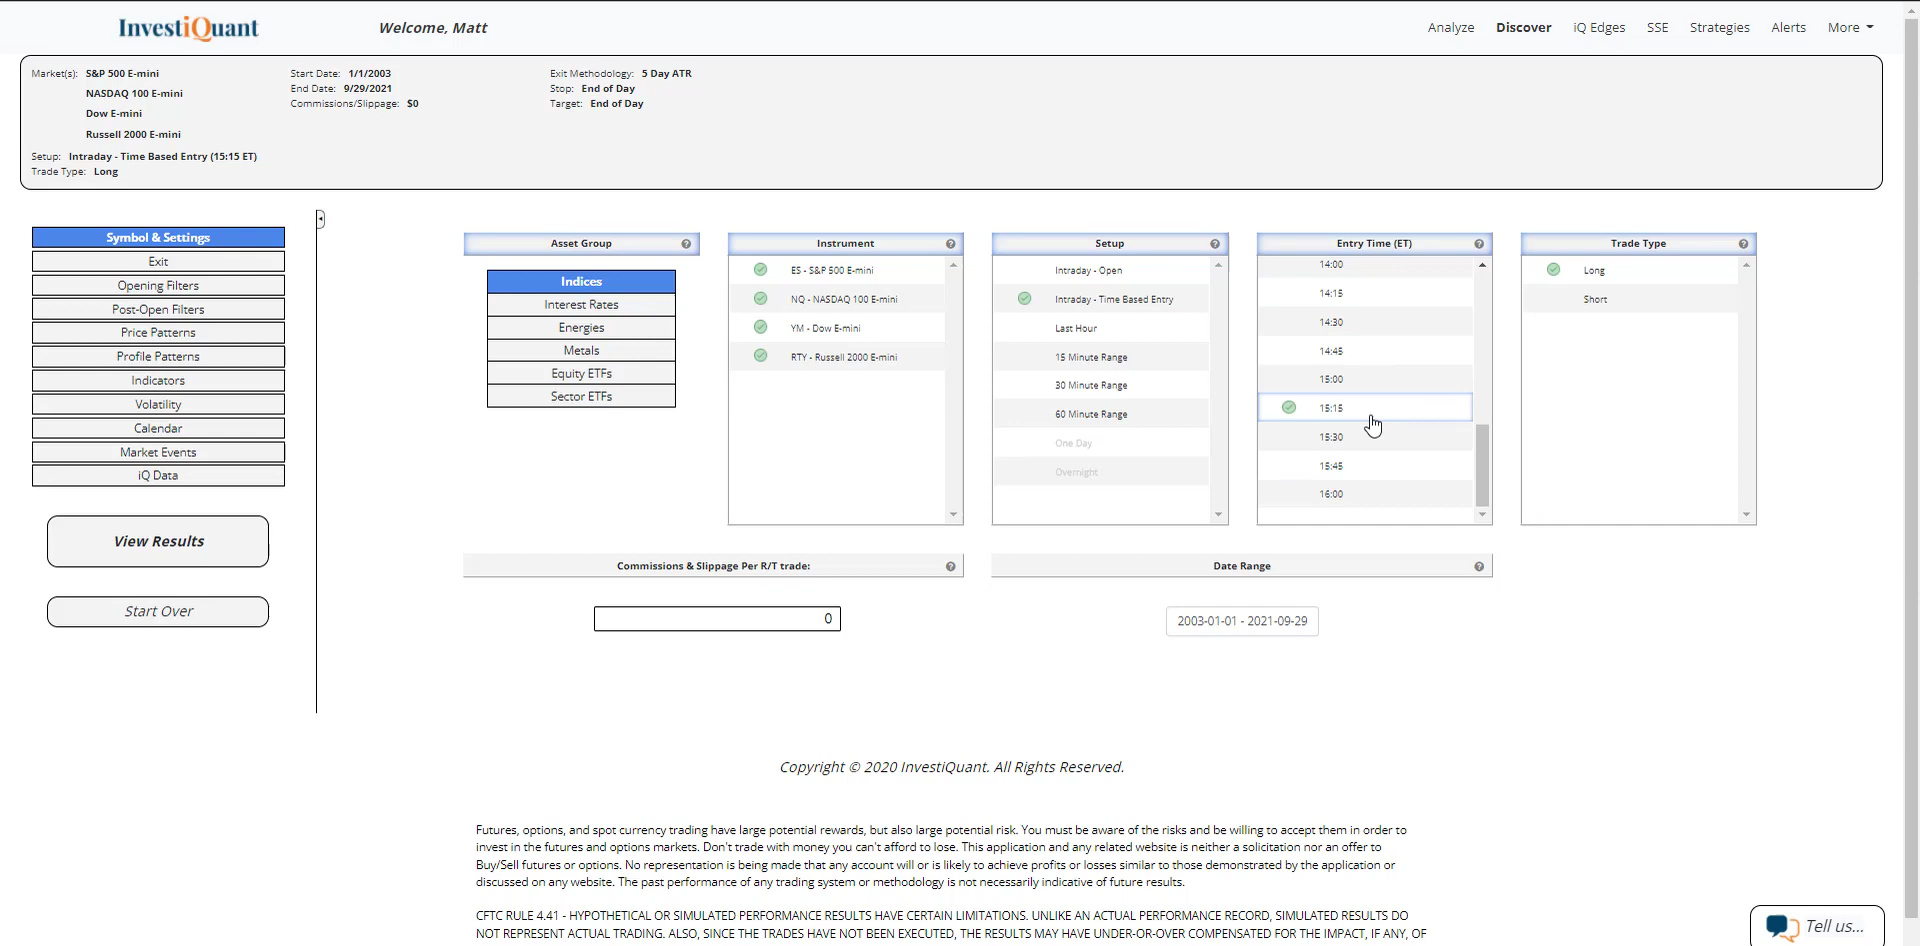 InvestiQuant
Welcome, Matt
Analyze
Discover
iQ Edges
SSE
Strategies
Alerts
More
Market(s): S&P 500 E-mini
NASDAQ 100 E-mini
Dow E-mini
Russell 2000 E-mini
Setup: Intraday - Time Based Entry (15:15 ET)
Trade Type: Long
Start Date: 1/1/2003
End Date: 9/29/2021
Commissions/Slippage: $0
Exit Methodology: 5 Day ATR
Stop: End of Day
Target: End of Day
Symbol & Settings
Exit
Opening Filters
Post-Open Filters
Price Patterns
Profile Patterns
Indicators
Volatility
Calendar
Market Events
iQ Data
View Results
Start Over
Asset Group
Indices
Interest Rates
Energies
Metals
Equity ETFs
Sector ETFs
Instrument
ES - S&P 500 E-mini
NQ - NASDAQ 100 E-mini
YM - Dow E-mini
RTY - Russell 2000 E-mini
Setup
Intraday - Open
Intraday - Time Based Entry
Last Hour
15 Minute Range
30 Minute Range
60 Minute Range
One Day
Overnight
Entry Time (ET)
14:00
14:15
14:30
14:45
15:00
15:15
15:30
15:45
16:00
Trade Type
Long
Short
Commissions & Slippage Per R/T trade:
0
Date Range
2003-01-01 - 2021-09-29
Copyright © 2020 InvestiQuant. All Rights Reserved.
Futures, options, and spot currency trading have large potential rewards, but also large potential risk. You must be aware of the risks and be willing to accept them in order to
invest in the futures and options markets. Don't trade with money you can't afford to lose. This application and any related website is neither a solicitation nor an offer to
Buy/Sell futures or options. No representation is being made that any account will or is likely to achieve profits or losses similar to those demonstrated by the application or
discussed on any website. The past performance of any trading system or methodology is not necessarily indicative of future results.
CFTC RULE 4.41 - HYPOTHETICAL OR SIMULATED PERFORMANCE RESULTS HAVE CERTAIN LIMITATIONS. UNLIKE AN ACTUAL PERFORMANCE RECORD, SIMULATED RESULTS DO
NOT REPRESENT ACTUAL TRADING. ALSO, SINCE THE TRADES HAVE NOT BEEN EXECUTED, THE RESULTS MAY HAVE UNDER-OR-OVER COMPENSATED FOR THE IMPACT, IF ANY, OF
Tell us...